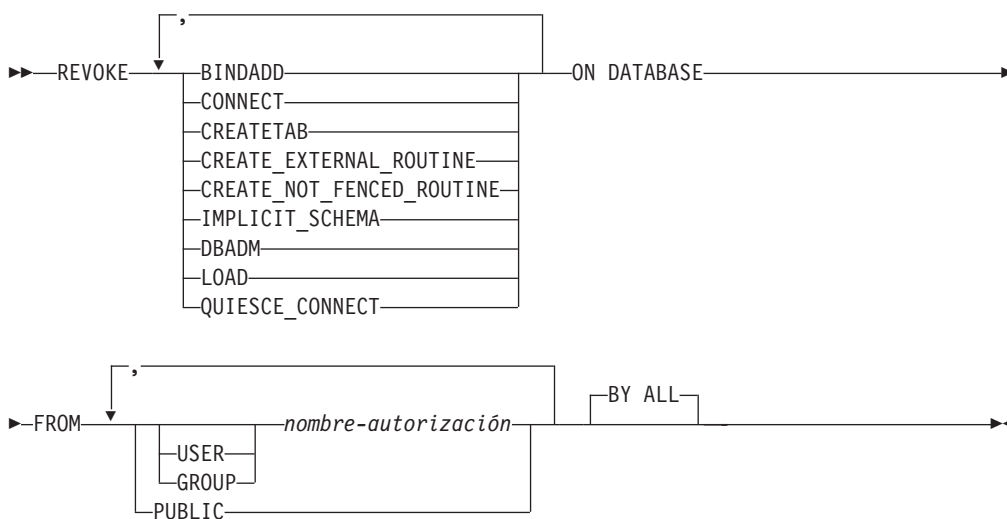 ,
REVOKE BINDADD ON DATABASE
CONNECT
CREATETAB
CREATE_EXTERNAL_ROUTINE
CREATE_NOT_FENCED_ROUTINE
IMPLICIT_SCHEMA
DBADM
LOAD
QUIESCE_CONNECT
,
BY ALL
FROM nombre-autorización
USER
GROUP
PUBLIC